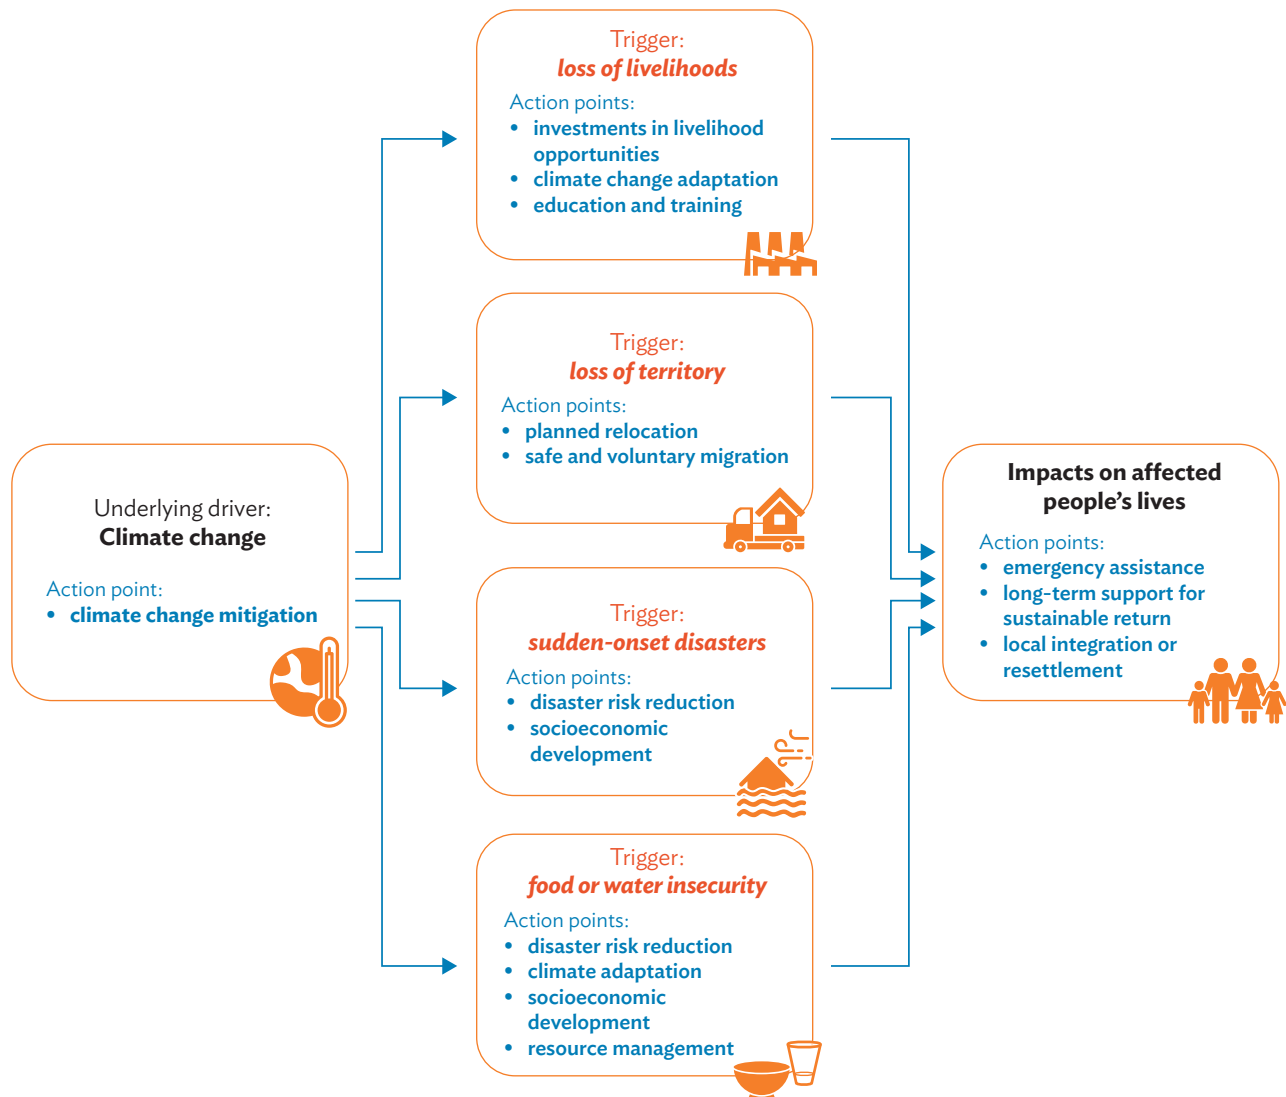 Underlying driver:
Climate change
Action point:
• climate change mitigation
Trigger:
loss of livelihoods
Action points:
• investments in livelihood
opportunities
• climate change adaptation
• education and training
Trigger:
loss of territory
Action points:
• planned relocation
• safe and voluntary migration
Trigger:
sudden-onset disasters
Action points:
• disaster risk reduction
• socioeconomic
development
Trigger:
food or water insecurity
Action points:
• disaster risk reduction
• climate adaptation
• socioeconomic
development
• resource management
Impacts on affected
people’s lives
Action points:
• emergency assistance
• long-term support for
sustainable return
• local integration or
resettlement